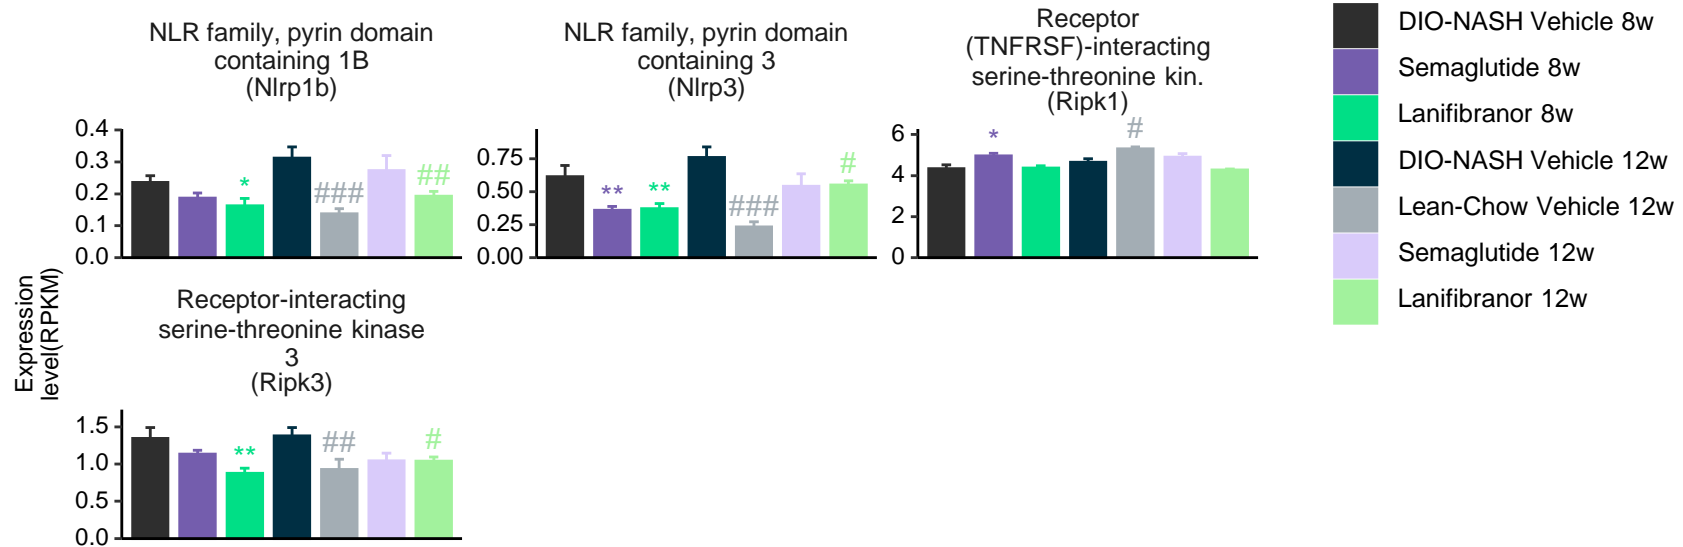 NLR family, pyrin domain
containing 1B
(Nlrp1b)
0.4
0.3
0.2
0.1
0.0
*
###
##
NLR family, pyrin domain
containing 3
(Nlrp3)
0.75
0.50
0.25
0.00
**
**
###
#
Receptor
(TNFRSF)-interacting
serine-threonine kin.
(Ripk1)
6
4
2
0
*
#
Expression
level(RPKM)
Receptor-interacting
serine-threonine kinase
3
(Ripk3)
1.5
1.0
0.5
0.0
**
##
#
DIO-NASH Vehicle 8w
Semaglutide 8w
Lanifibranor 8w
DIO-NASH Vehicle 12w
Lean-Chow Vehicle 12w
Semaglutide 12w
Lanifibranor 12w